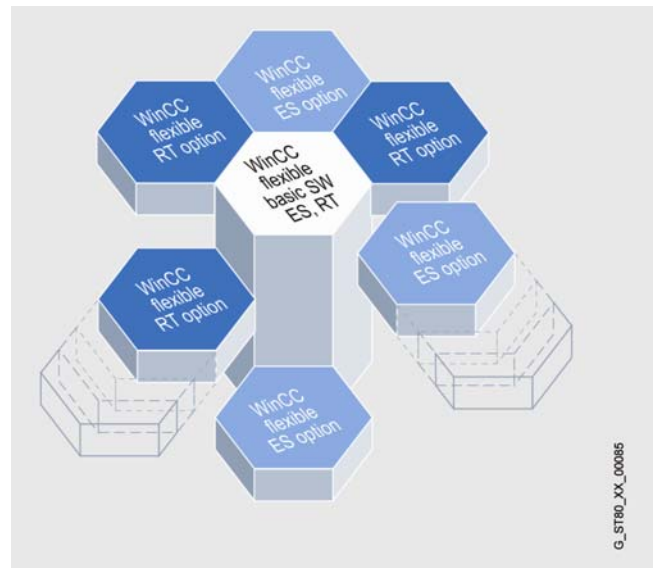 WinCC
flexible
ES option
WinCC
flexible
RT option
WinCC
flexible
RT option
WinCC
flexible
basic SW
ES, RT
WinCC
flexible
ES option
WinCC
flexible
RT option
WinCC
flexible
ES option
G_ST80_XX_00085